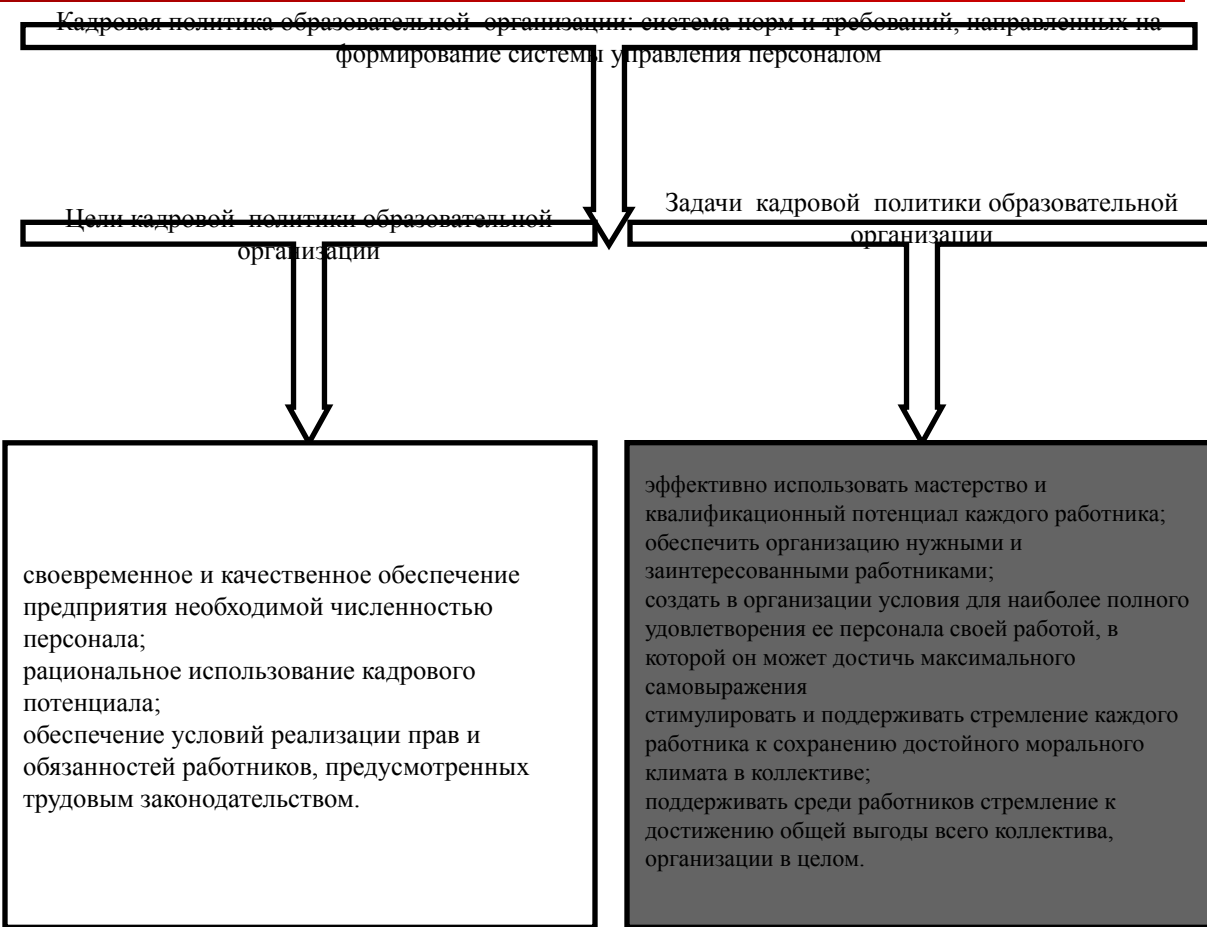 Кадровая политика образовательной  организации: система норм и требований, направленных на
формирование системы управления персоналом
Цели кадровой  политики образовательной
организации
Задачи  кадровой  политики образовательной
организации
своевременное и качественное обеспечение
предприятия необходимой численностью
персонала;
рациональное использование кадрового
потенциала;
обеспечение условий реализации прав и
обязанностей работников, предусмотренных
трудовым законодательством.
эффективно использовать мастерство и
квалификационный потенциал каждого работника;
обеспечить организацию нужными и
заинтересованными работниками;
создать в организации условия для наиболее полного
удовлетворения ее персонала своей работой, в
которой он может достичь максимального
самовыражения
стимулировать и поддерживать стремление каждого
работника к сохранению достойного морального
климата в коллективе;
поддерживать среди работников стремление к
достижению общей выгоды всего коллектива,
организации в целом.